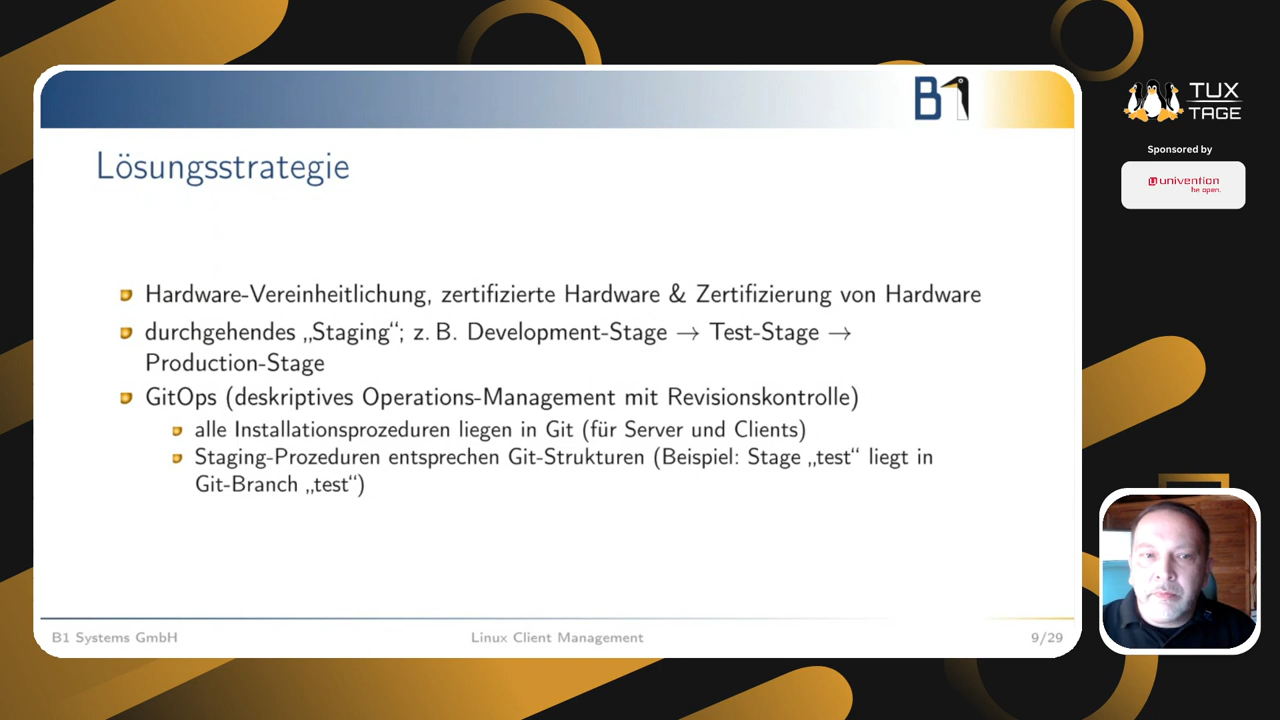 B1
TUX
TAGE
Sponsored by
univention
be open.
Lösungsstrategie
Hardware-Vereinheitlichung, zertifizierte Hardware & Zertifizierung von Hardware
durchgehendes „Staging“; z. B. Development-Stage → Test-Stage →
Production-Stage
GitOps (deskriptives Operations-Management mit Revisionskontrolle)
alle Installationsprozeduren liegen in Git (für Server und Clients)
Staging-Prozeduren entsprechen Git-Strukturen (Beispiel: Stage „test“ liegt in
Git-Branch „test“)
B1 Systems GmbH
Linux Client Management
9/29